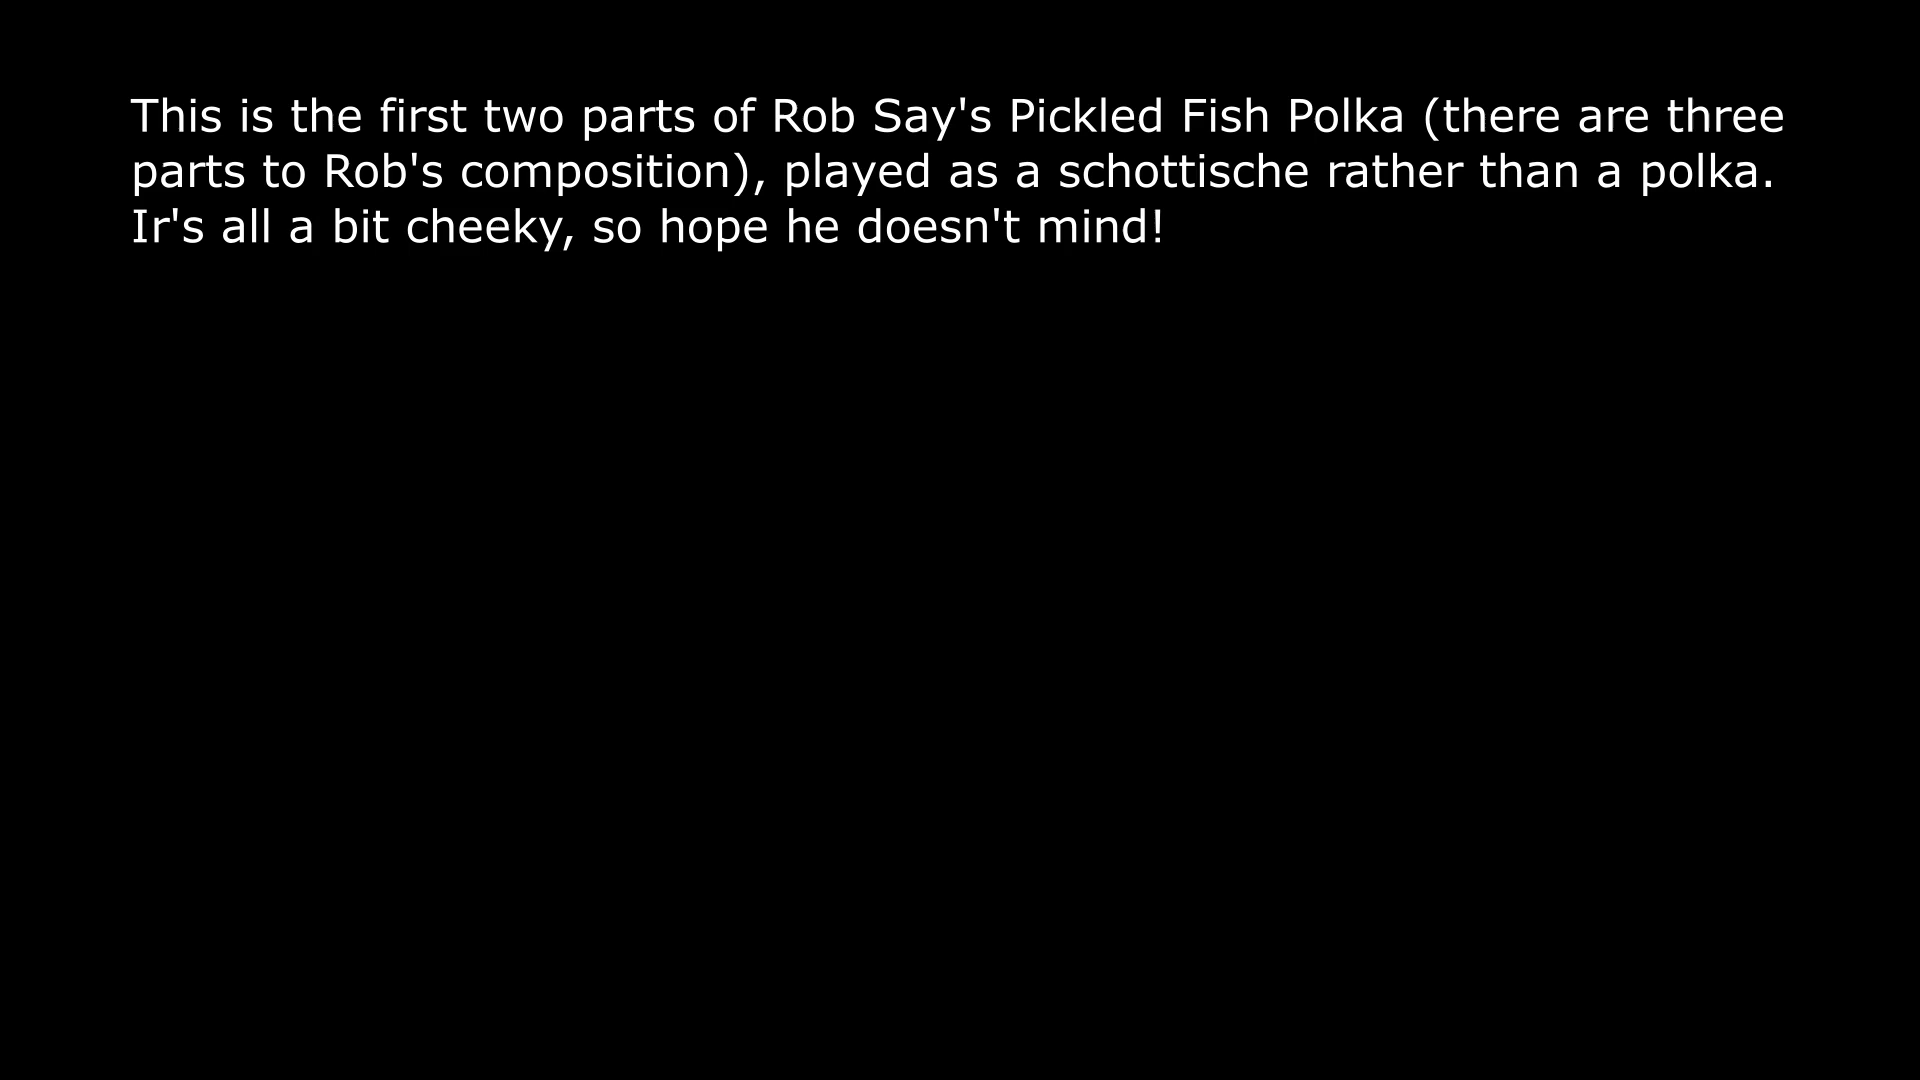 This is the first two parts of Rob Say's Pickled Fish Polka (there are three
parts to Rob's composition), played as a schottische rather than a polka.
Ir's all a bit cheeky, so hope he doesn't mind!